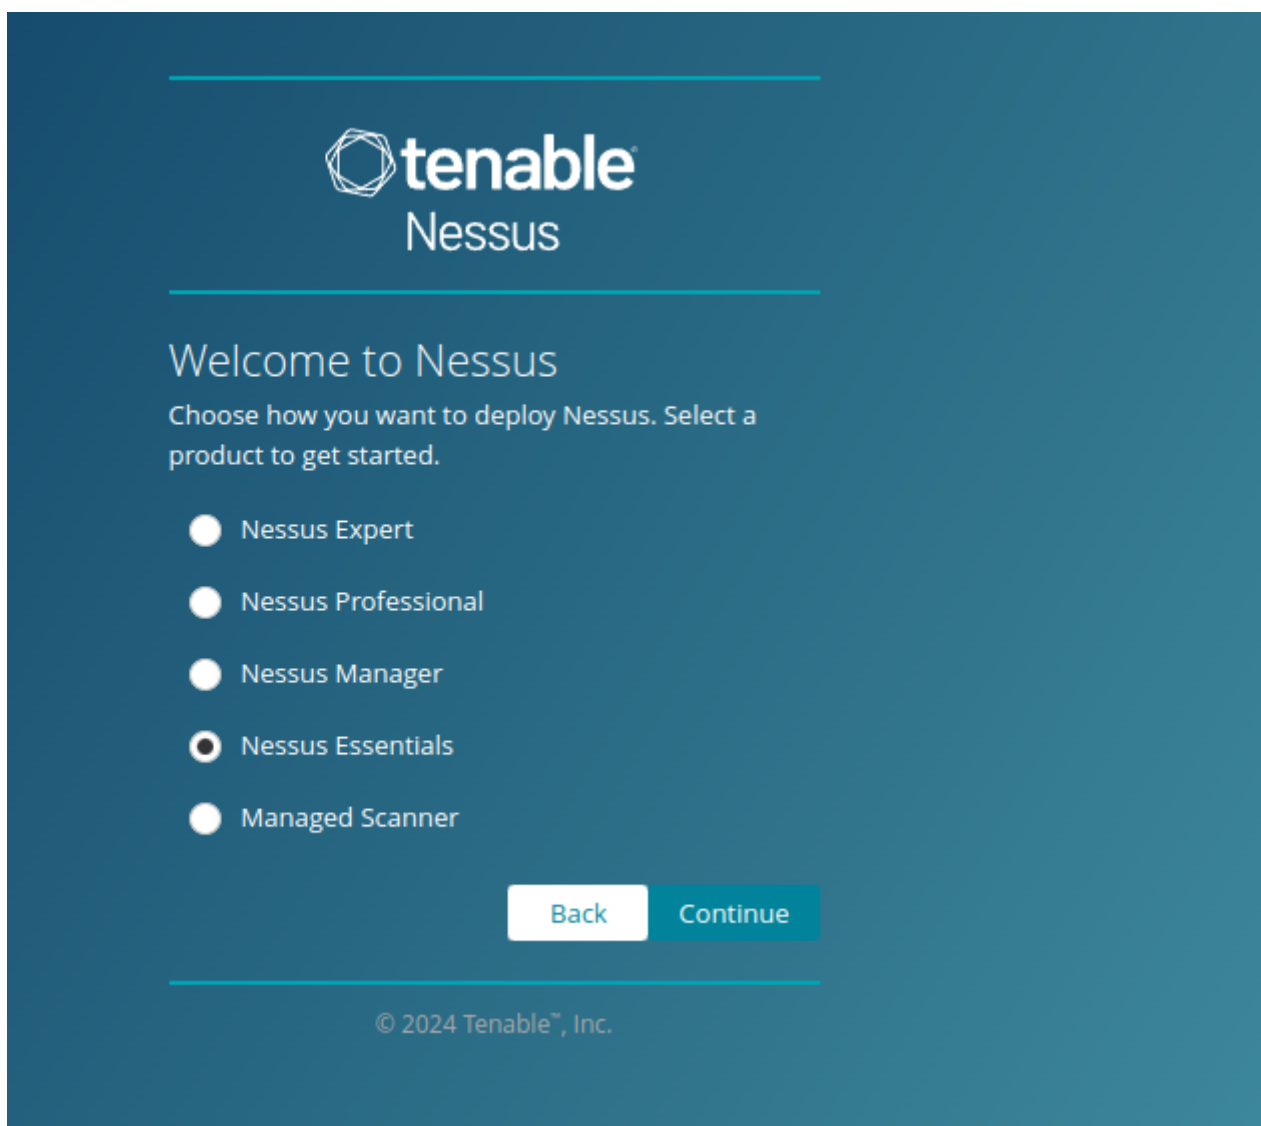 tenable
Nessus
Welcome to Nessus
Choose how you want to deploy Nessus. Select a
product to get started.
Nessus Expert
Nessus Professional
Nessus Manager
Nessus Essentials
Managed Scanner
Back Continue
© 2024 Tenable™, Inc.